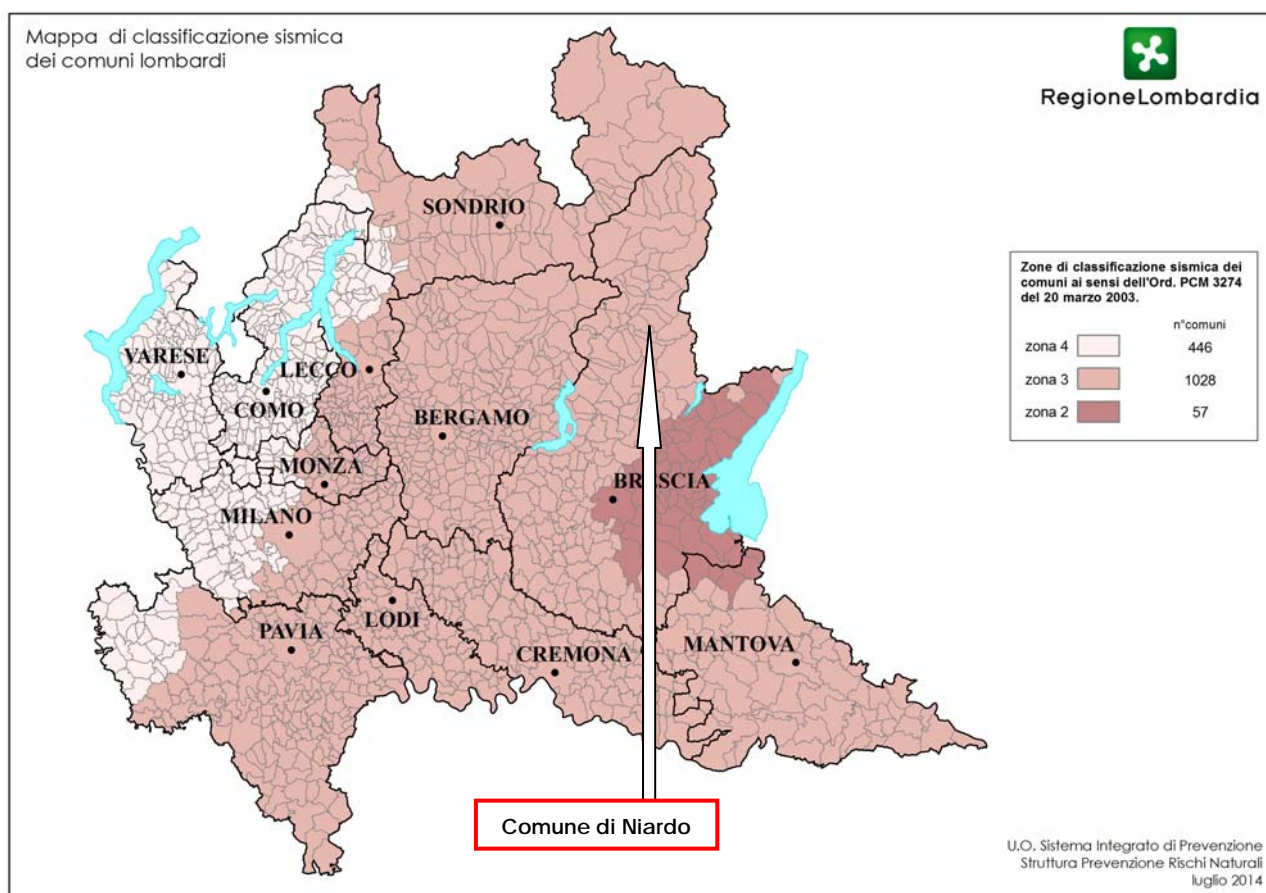 Mappa di classificazione sismica
dei comuni lombardi
RegioneLombardia
SONDRIO
VARESE
LECCO
COMO
BERGAMO
MONZA
BRESCIA
MILANO
LODI
PAVIA
CREMONA
MANTOVA
Zone di classificazione sismica dei
comuni ai sensi dell'Ord. PCM 3274
del 20 marzo 2003.
n°comuni
zona 4 446
zona 3 1028
zona 2 57
Comune di Niardo
U.O. Sistema Integrato di Prevenzione
Struttura Prevenzione Rischi Naturali
luglio 2014